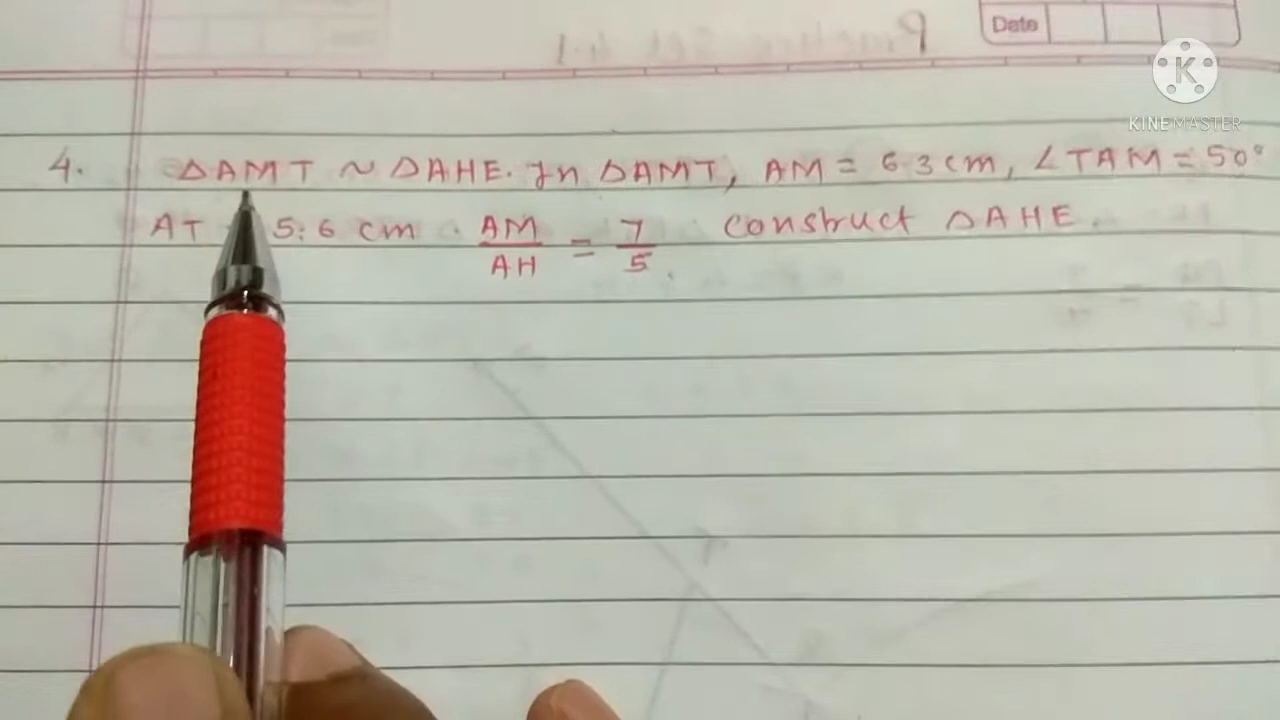 Date
K
KINEMASTER
4. ΔAMT ~ ΔAHE. In ΔAMT, AM = 6.3 cm, ∠TAM = 50°
AT 5.6 cm. AM/AH = 7/5. construct ΔAHE.